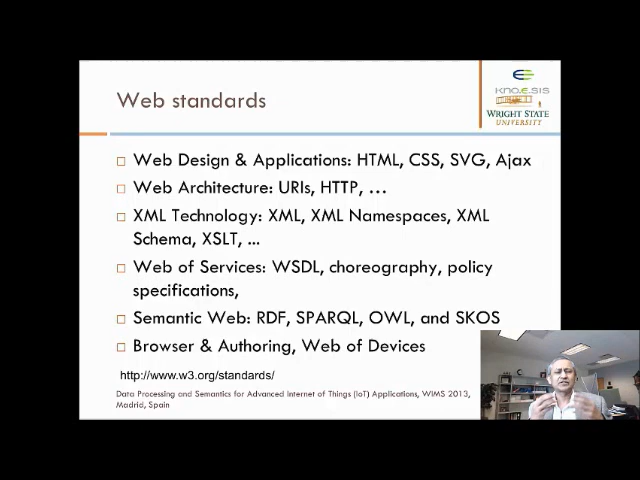 Web standards
KNO.E.SIS
WRIGHT STATE
UNIVERSITY
Web Design & Applications: HTML, CSS, SVG, Ajax
Web Architecture: URIs, HTTP, …
XML Technology: XML, XML Namespaces, XML
Schema, XSLT, ...
Web of Services: WSDL, choreography, policy
specifications,
Semantic Web: RDF, SPARQL, OWL, and SKOS
Browser & Authoring, Web of Devices
http://www.w3.org/standards/
Data Processing and Semantics for Advanced Internet of Things (IoT) Applications, WIMS 2013,
Madrid, Spain